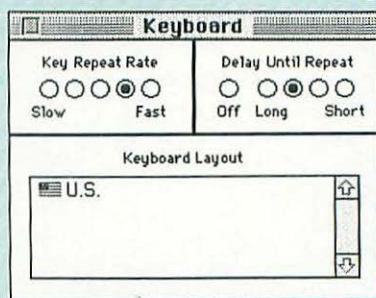 Keyboard
Key Repeat Rate
Slow Fast
Delay Until Repeat
Off Long Short
Keyboard Layout
U.S.